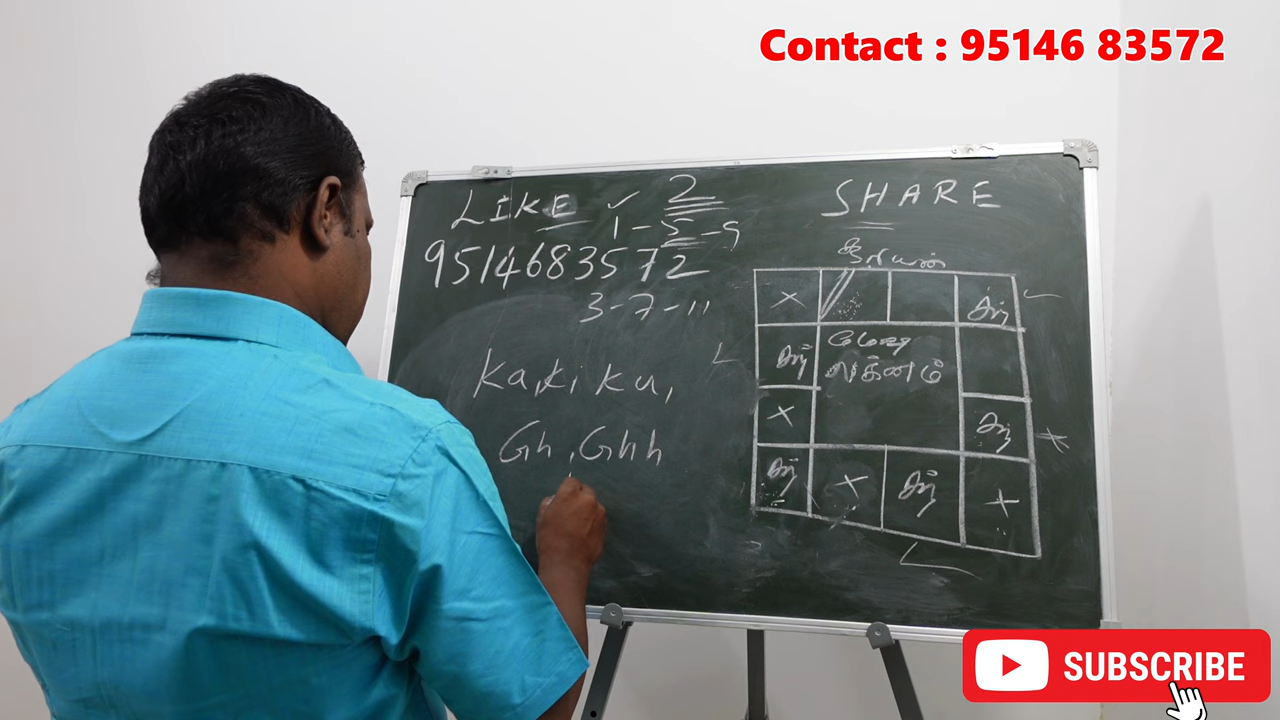 Contact : 95146 83572
LIKE ✓ 2
1-5-9
SHARE
9514683572
3-7-11
சூரியன்
Ka, ki ku,
Gh, Ghh
மேஷ
லக்னம்
X
X
X
X
SUBSCRIBE